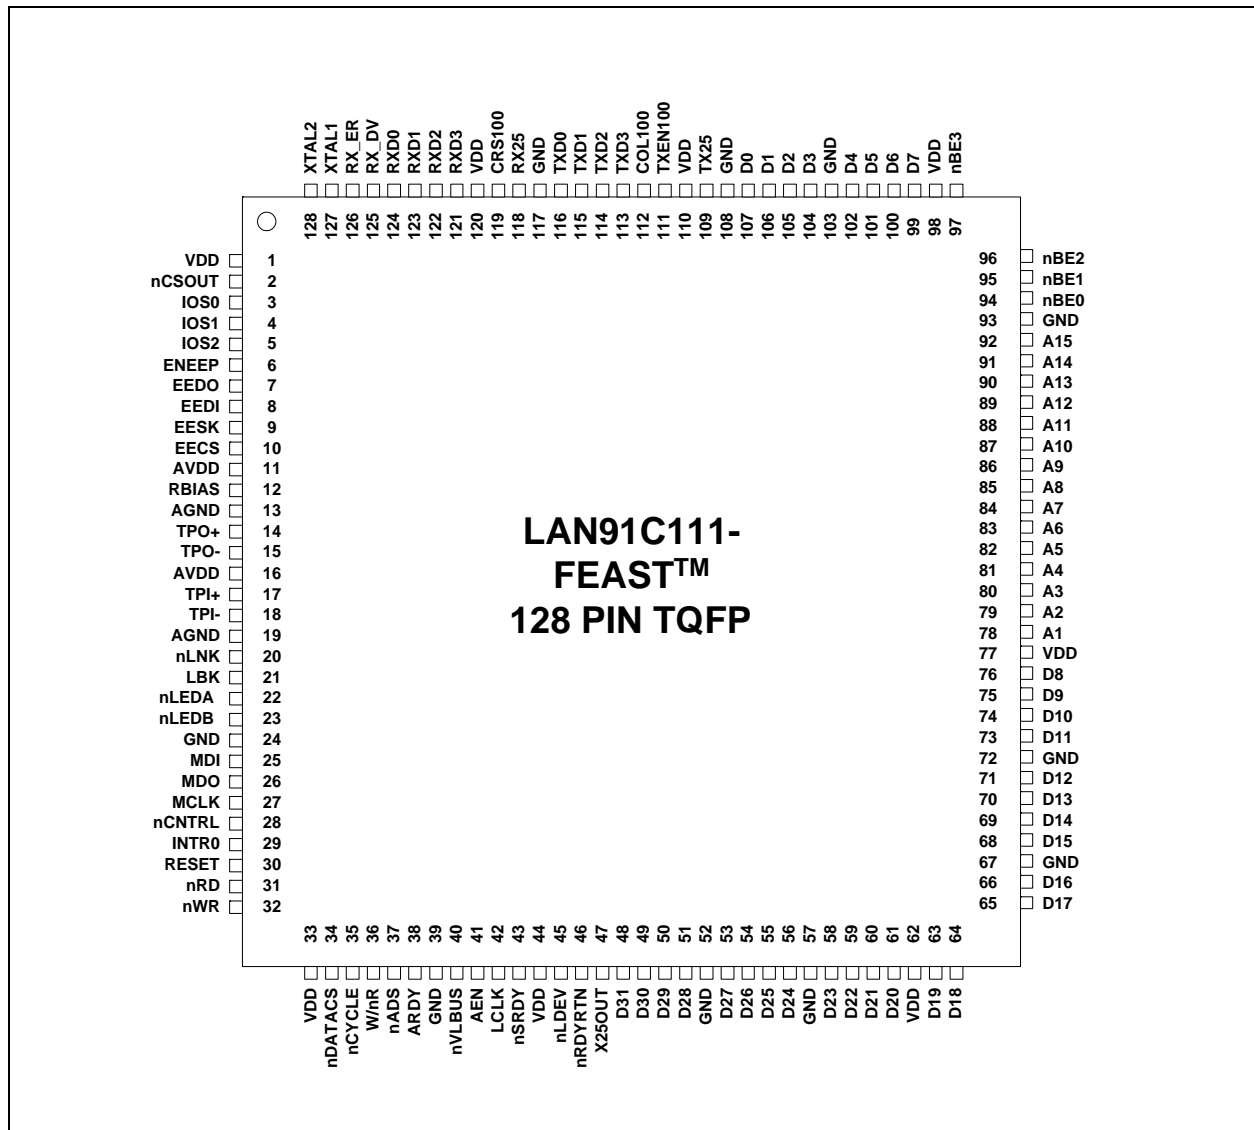 XTAL2 XTAL1 RX_ER RX_DV RXD0 RXD1 RXD2 RXD3 VDD CRS100 RX25 GND TXD0 TXD1 TXD2 TXD3 COL100 TXEN100 VDD TX25 GND D0 D1 D2 D3 GND D4 D5 D6 D7 VDD nBE3
128 127 126 125 124 123 122 121 120 119 118 117 116 115 114 113 112 111 110 109 108 107 106 105 104 103 102 101 100 99 98 97
VDD 1
nCSOUT 2
IOS0 3
IOS1 4
IOS2 5
ENEEP 6
EEDO 7
EEDI 8
EESK 9
EECS 10
AVDD 11
RBIAS 12
AGND 13
TPO+ 14
TPO- 15
AVDD 16
TPI+ 17
TPI- 18
AGND 19
nLNK 20
LBK 21
nLEDA 22
nLEDB 23
GND 24
MDI 25
MDO 26
MCLK 27
nCNTRL 28
INTR0 29
RESET 30
nRD 31
nWR 32
LAN91C111-
FEAST™
128 PIN TQFP
96 nBE2
95 nBE1
94 nBE0
93 GND
92 A15
91 A14
90 A13
89 A12
88 A11
87 A10
86 A9
85 A8
84 A7
83 A6
82 A5
81 A4
80 A3
79 A2
78 A1
77 VDD
76 D8
75 D9
74 D10
73 D11
72 GND
71 D12
70 D13
69 D14
68 D15
67 GND
66 D16
65 D17
33 34 35 36 37 38 39 40 41 42 43 44 45 46 47 48 49 50 51 52 53 54 55 56 57 58 59 60 61 62 63 64
VDD nDATACS nCYCLE W/nR nADS ARDY GND nVLBUS AEN LCLK nSRDY VDD nLDEV nRDYRTN X25OUT D31 D30 D29 D28 GND D27 D26 D25 D24 GND D23 D22 D21 D20 VDD D19 D18